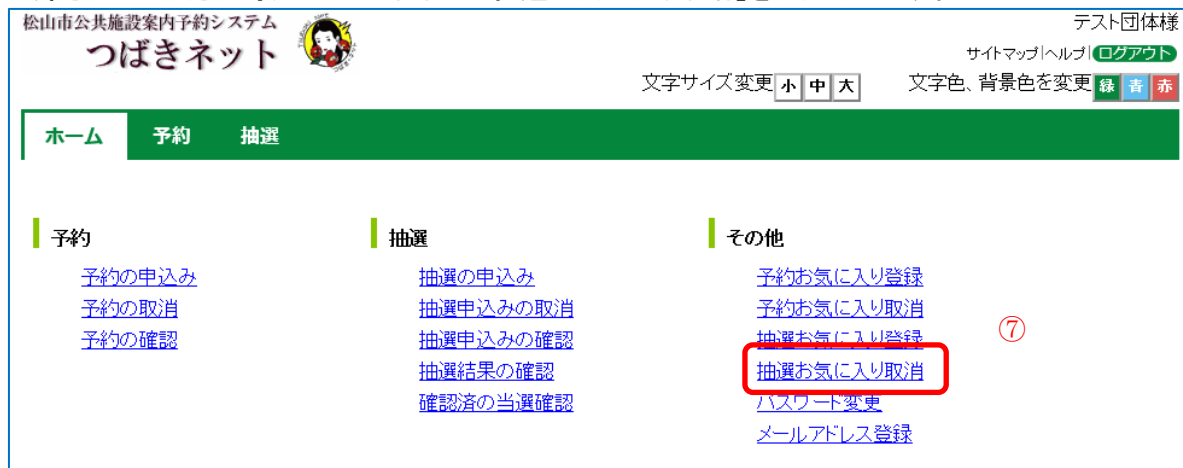 松山市公共施設案内予約システム
つばきネット
テスト団体様
サイトマップ|ヘルプ|ログアウト
文字サイズ変更 小 中 大 文字色、背景色を変更 緑 青 赤
ホーム 予約 抽選
予約
予約の申込み
予約の取消
予約の確認
抽選
抽選の申込み
抽選申込みの取消
抽選申込みの確認
抽選結果の確認
確認済の当選確認
その他
予約お気に入り登録
予約お気に入り取消
抽選お気に入り登録
⑦
抽選お気に入り取消
パスワード変更
メールアドレス登録